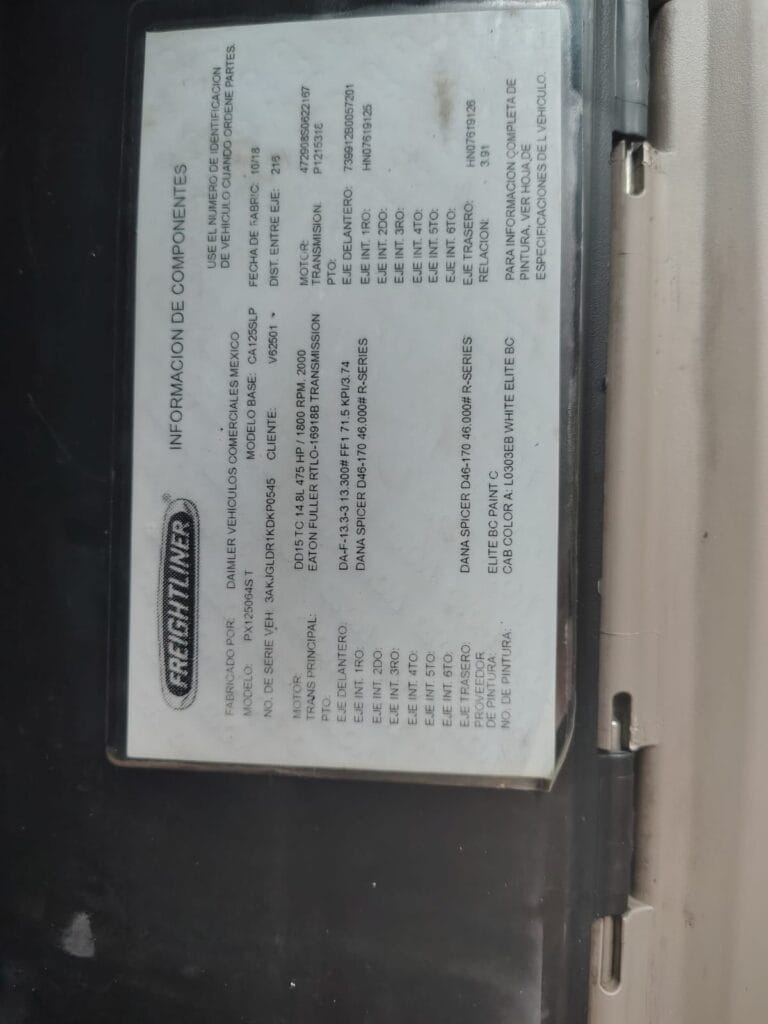 FREIGHTLINER®
INFORMACION DE COMPONENTES
USE EL NUMERO DE IDENTIFICACION
DE VEHICULO CUANDO ORDENE PARTES.
FABRICADO POR: DAIMLER VEHICULOS COMERCIALES MEXICO
MODELO: PX125064S T MODELO BASE: CA125SLP FECHA DE FABRIC: 10/18
NO. DE SERIE VEH: 3AKJGLDR1KDKP0545 CLIENTE: V62501 DIST. ENTRE EJE: 216
MOTOR: DD15 TC 14.8L 475 HP / 1800 RPM, 2000 MOTOR: 472908S0622167
TRANS PRINCIPAL: EATON FULLER RTLO-16918B TRANSMISSION TRANSMISION: P1215316
PTO: PTO:
EJE DELANTERO: DA-F-13.3-3 13.300# FF1 71.5 KPI/3.74 EJE DELANTERO: 739912B0057201
EJE INT. 1RO: DANA SPICER D46-170 46.000# R-SERIES EJE INT. 1RO: HN07619125
EJE INT. 2DO: EJE INT. 2DO:
EJE INT. 3RO: EJE INT. 3RO:
EJE INT. 4TO: EJE INT. 4TO:
EJE INT. 5TO: EJE INT. 5TO:
EJE INT. 6TO: EJE INT. 6TO:
EJE TRASERO: DANA SPICER D46-170 46.000# R-SERIES EJE TRASERO: HN07619126
RELACION: 3.91
PROVEEDOR
DE PINTURA: ELITE BC PAINT C
NO. DE PINTURA: CAB COLOR A: L0303EB WHITE ELITE BC
PARA INFORMACION COMPLETA DE
PINTURA, VER HOJA DE
ESPECIFICACIONES DEL VEHICULO.